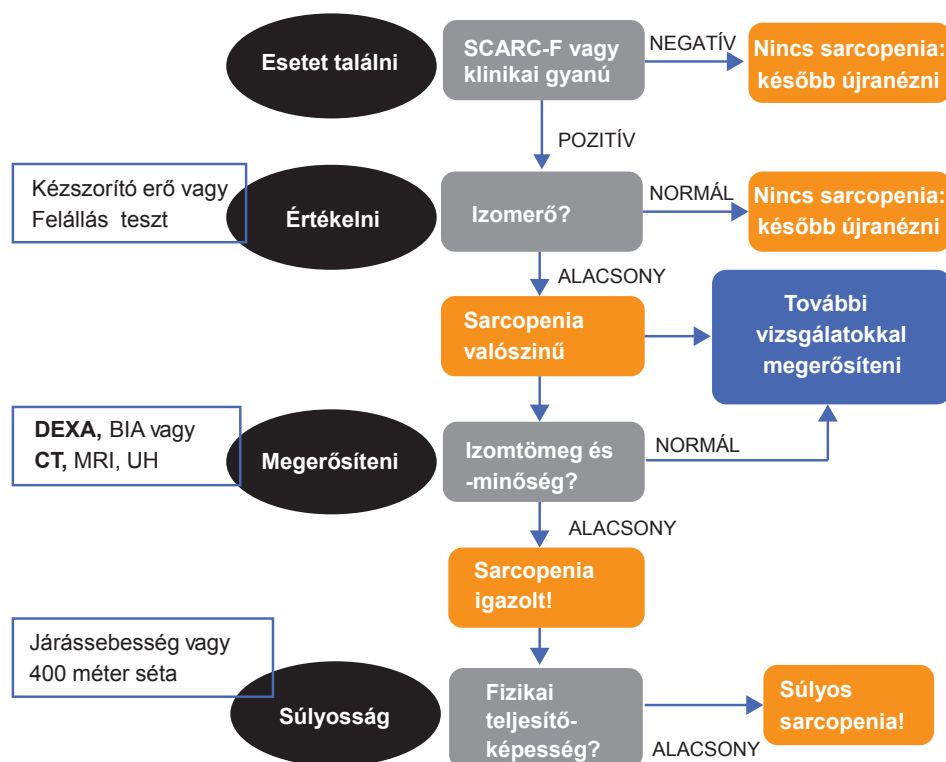 Esetet találni
SCARC-F vagy
klinikai gyanú
NEGATÍV
Nincs sarcopenia:
később újranézni
POZITÍV
Kézszorító erő vagy
Felállás teszt
Értékelni
Izomerő?
NORMÁL
Nincs sarcopenia:
később újranézni
ALACSONY
Sarcopenia
valószinű
További
vizsgálatokkal
megerősíteni
DEXA, BIA vagy
CT, MRI, UH
Megerősíteni
Izomtömeg és
-minőség?
NORMÁL
ALACSONY
Sarcopenia
igazolt!
Járássebesség vagy
400 méter séta
Súlyosság
Fizikai
teljesítő-
képesség?
ALACSONY
Súlyos
sarcopenia!